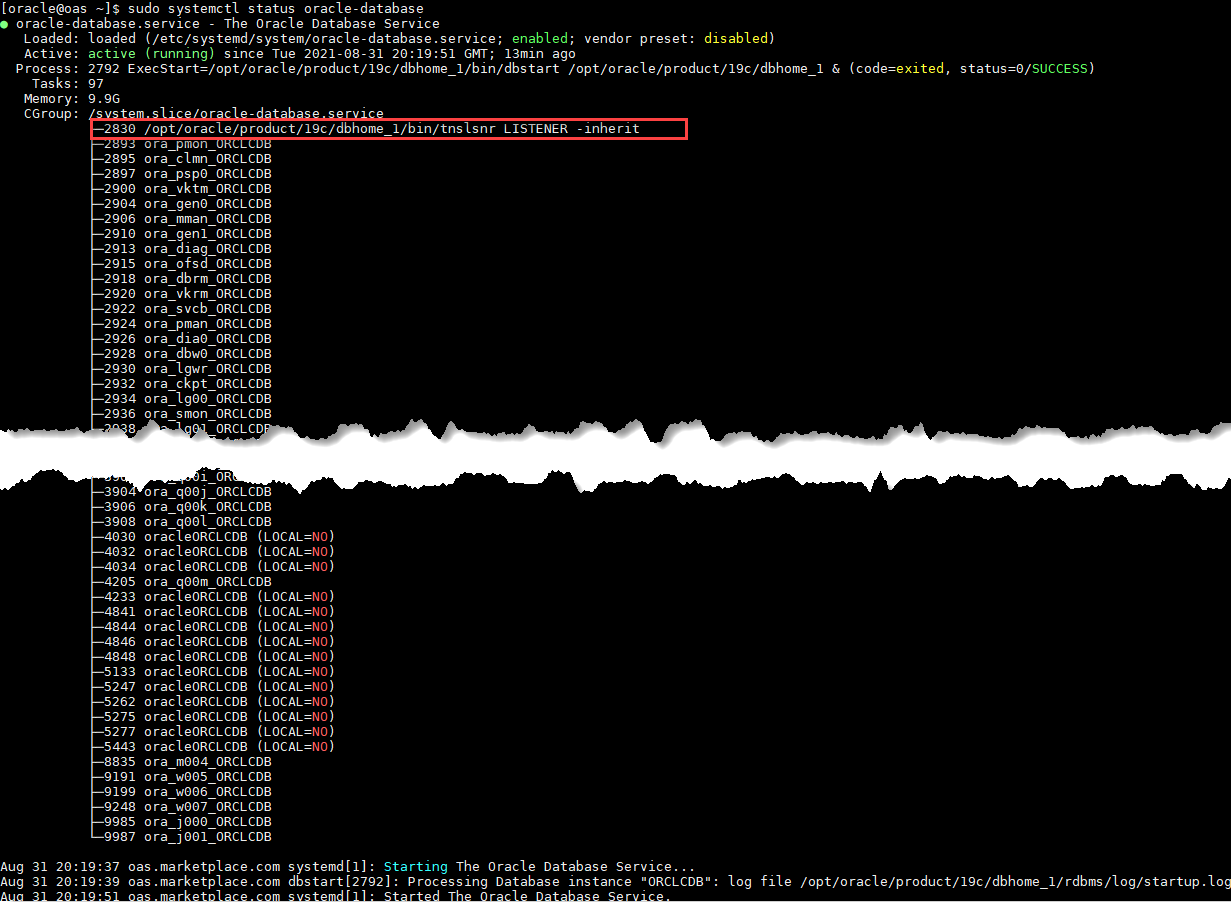 [oracle@oas ~]$ sudo systemctl status oracle-database
● oracle-database.service - The Oracle Database Service
Loaded: loaded (/etc/systemd/system/oracle-database.service; enabled; vendor preset: disabled)
Active: active (running) since Tue 2021-08-31 20:19:51 GMT; 13min ago
Process: 2792 ExecStart=/opt/oracle/product/19c/dbhome_1/bin/dbstart /opt/oracle/product/19c/dbhome_1 & (code=exited, status=0/SUCCESS)
Tasks: 97
Memory: 9.9G
CGroup: /system.slice/oracle-database.service
├─2830 /opt/oracle/product/19c/dbhome_1/bin/tnslsnr LISTENER -inherit
├─2893 ora_pmon_ORCLCDB
├─2895 ora_clmn_ORCLCDB
├─2897 ora_psp0_ORCLCDB
├─2900 ora_vktm_ORCLCDB
├─2904 ora_gen0_ORCLCDB
├─2906 ora_mman_ORCLCDB
├─2910 ora_gen1_ORCLCDB
├─2913 ora_diag_ORCLCDB
├─2915 ora_ofsd_ORCLCDB
├─2918 ora_dbrm_ORCLCDB
├─2920 ora_vkrm_ORCLCDB
├─2922 ora_svcb_ORCLCDB
├─2924 ora_pman_ORCLCDB
├─2926 ora_dia0_ORCLCDB
├─2928 ora_dbw0_ORCLCDB
├─2930 ora_lgwr_ORCLCDB
├─2932 ora_ckpt_ORCLCDB
├─2934 ora_lg00_ORCLCDB
├─2936 ora_smon_ORCLCDB
├─2938 ora_lg01_ORCLCDB
├─3904 ora_q00j_ORCLCDB
├─3906 ora_q00k_ORCLCDB
├─3908 ora_q00l_ORCLCDB
├─4030 oracleORCLCDB (LOCAL=NO)
├─4032 oracleORCLCDB (LOCAL=NO)
├─4034 oracleORCLCDB (LOCAL=NO)
├─4205 ora_q00m_ORCLCDB
├─4233 oracleORCLCDB (LOCAL=NO)
├─4841 oracleORCLCDB (LOCAL=NO)
├─4844 oracleORCLCDB (LOCAL=NO)
├─4846 oracleORCLCDB (LOCAL=NO)
├─4848 oracleORCLCDB (LOCAL=NO)
├─5133 oracleORCLCDB (LOCAL=NO)
├─5247 oracleORCLCDB (LOCAL=NO)
├─5262 oracleORCLCDB (LOCAL=NO)
├─5275 oracleORCLCDB (LOCAL=NO)
├─5277 oracleORCLCDB (LOCAL=NO)
├─5443 oracleORCLCDB (LOCAL=NO)
├─8835 ora_m004_ORCLCDB
├─9191 ora_w005_ORCLCDB
├─9199 ora_w006_ORCLCDB
├─9248 ora_w007_ORCLCDB
├─9985 ora_j000_ORCLCDB
└─9987 ora_j001_ORCLCDB
Aug 31 20:19:37 oas.marketplace.com systemd[1]: Starting The Oracle Database Service...
Aug 31 20:19:39 oas.marketplace.com dbstart[2792]: Processing Database instance "ORCLCDB": log file /opt/oracle/product/19c/dbhome_1/rdbms/log/startup.log
Aug 31 20:19:51 oas.marketplace.com systemd[1]: Started The Oracle Database Service.